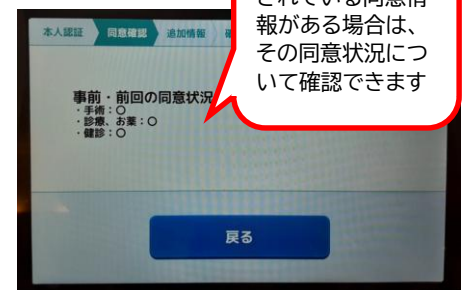 されている同意情
報がある場合は、
その同意状況につ
いて確認できます
本人認証 同意確認 追加情報
事前・前回の同意状況
・手術：〇
・診療、お薬：〇
・健診：〇
戻る